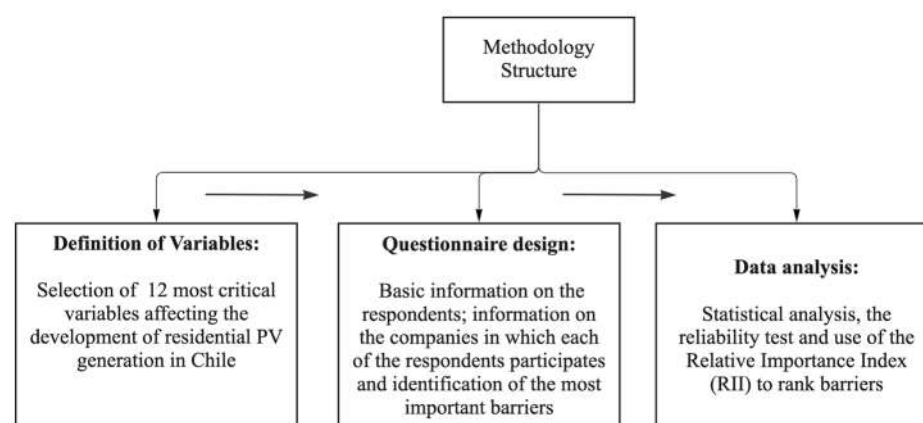 Methodology
Structure
Definition of Variables:
Selection of 12 most critical
variables affecting the
development of residential PV
generation in Chile
Questionnaire design:
Basic information on the
respondents; information on
the companies in which each
of the respondents participates
and identification of the most
important barriers
Data analysis:
Statistical analysis, the
reliability test and use of the
Relative Importance Index
(RII) to rank barriers